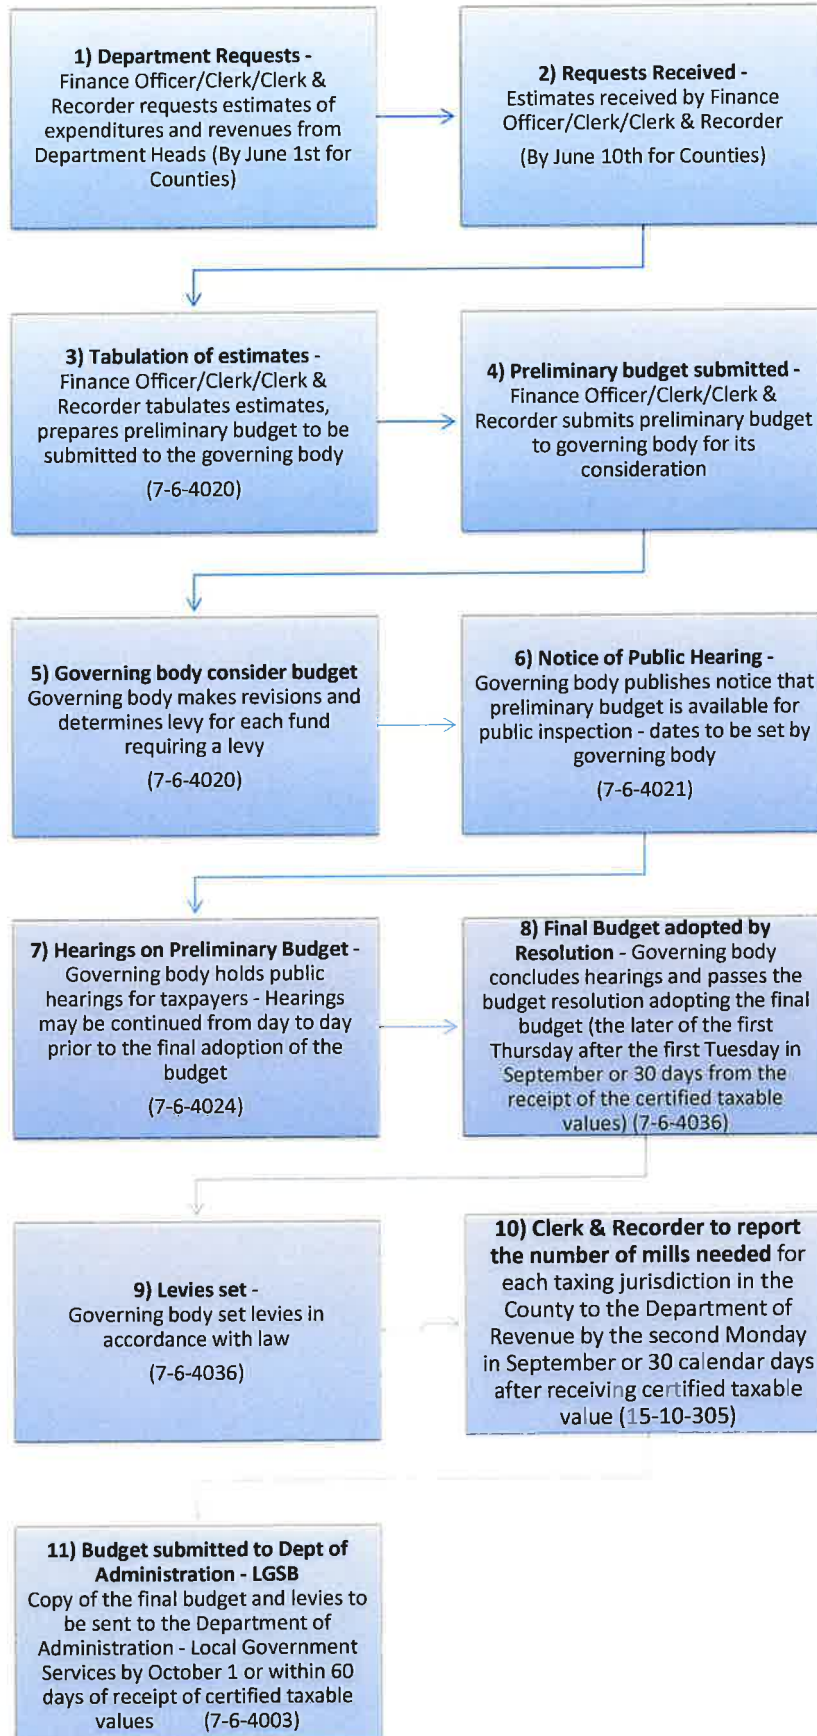 1) Department Requests -
Finance Officer/Clerk/Clerk &
Recorder requests estimates of
expenditures and revenues from
Department Heads (By June 1st for
Counties)
2) Requests Received -
Estimates received by Finance
Officer/Clerk/Clerk & Recorder
(By June 10th for Counties)
3) Tabulation of estimates -
Finance Officer/Clerk/Clerk &
Recorder tabulates estimates,
prepares preliminary budget to be
submitted to the governing body
(7-6-4020)
4) Preliminary budget submitted -
Finance Officer/Clerk/Clerk &
Recorder submits preliminary budget
to governing body for its
consideration
5) Governing body consider budget
Governing body makes revisions and
determines levy for each fund
requiring a levy
(7-6-4020)
6) Notice of Public Hearing -
Governing body publishes notice that
preliminary budget is available for
public inspection - dates to be set by
governing body
(7-6-4021)
7) Hearings on Preliminary Budget -
Governing body holds public
hearings for taxpayers - Hearings
may be continued from day to day
prior to the final adoption of the
budget
(7-6-4024)
8) Final Budget adopted by
Resolution - Governing body
concludes hearings and passes the
budget resolution adopting the final
budget (the later of the first
Thursday after the first Tuesday in
September or 30 days from the
receipt of the certified taxable
values) (7-6-4036)
9) Levies set -
Governing body set levies in
accordance with law
(7-6-4036)
10) Clerk & Recorder to report
the number of mills needed for
each taxing jurisdiction in the
County to the Department of
Revenue by the second Monday
in September or 30 calendar days
after receiving certified taxable
value (15-10-305)
11) Budget submitted to Dept of
Administration - LGSB
Copy of the final budget and levies to
be sent to the Department of
Administration - Local Government
Services by October 1 or within 60
days of receipt of certified taxable
values (7-6-4003)